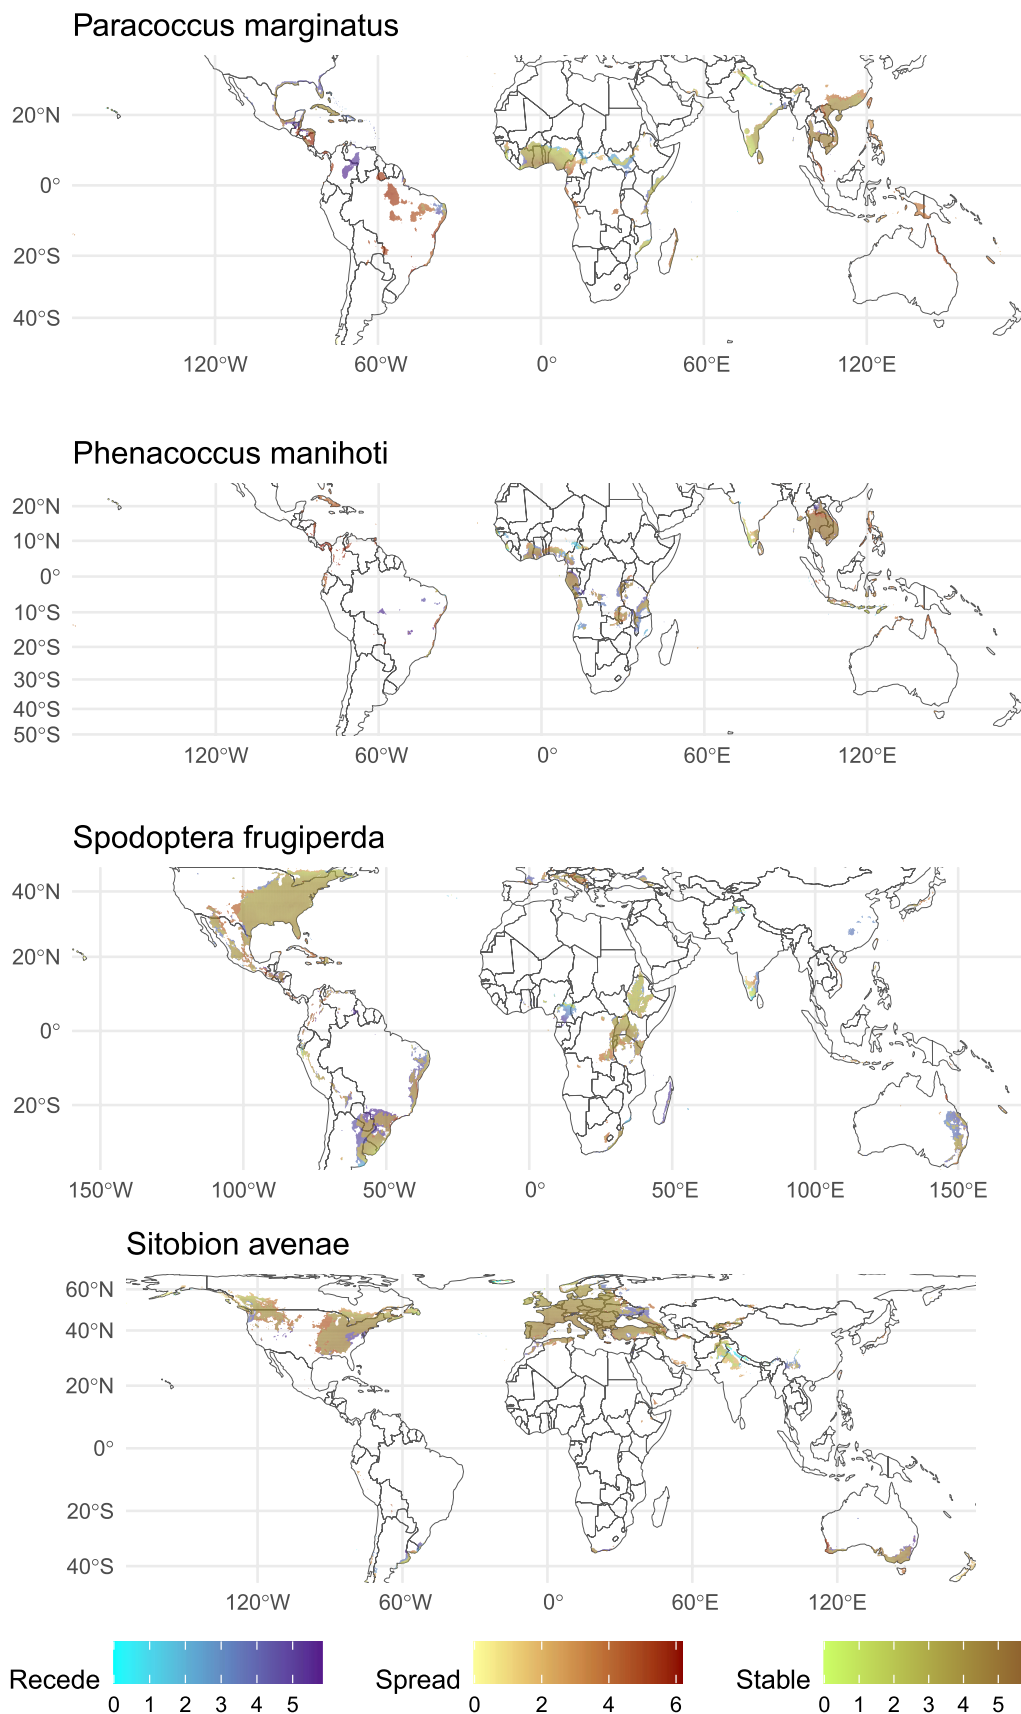 Paracoccus marginatus
20°N
0°
20°S
40°S
120°W 60°W 0° 60°E 120°E
Phenacoccus manihoti
20°N
10°N
0°
10°S
20°S
30°S
40°S
50°S
120°W 60°W 0° 60°E 120°E
Spodoptera frugiperda
40°N
20°N
0°
20°S
150°W 100°W 50°W 0° 50°E 100°E 150°E
Sitobion avenae
60°N
40°N
20°N
0°
20°S
40°S
120°W 60°W 0° 60°E 120°E
Recede Spread Stable
0 1 2 3 4 5 0 2 4 6 0 1 2 3 4 5